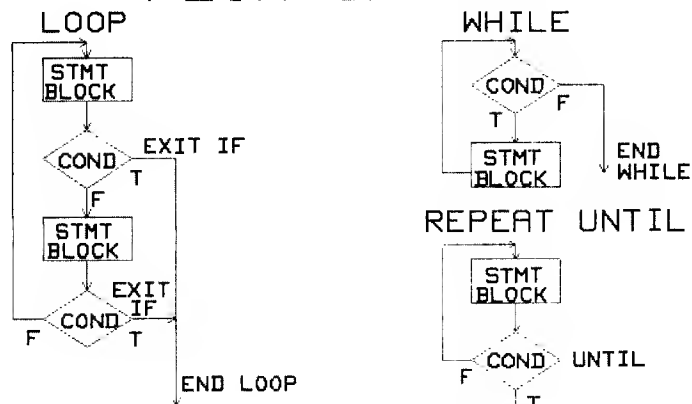 LOOP
STMT
BLOCK
COND
EXIT IF
T
F
STMT
BLOCK
EXIT
IF
COND
F
T
END LOOP
WHILE
COND
F
T
STMT
BLOCK
END
WHILE
REPEAT UNTIL
STMT
BLOCK
COND
UNTIL
F
T